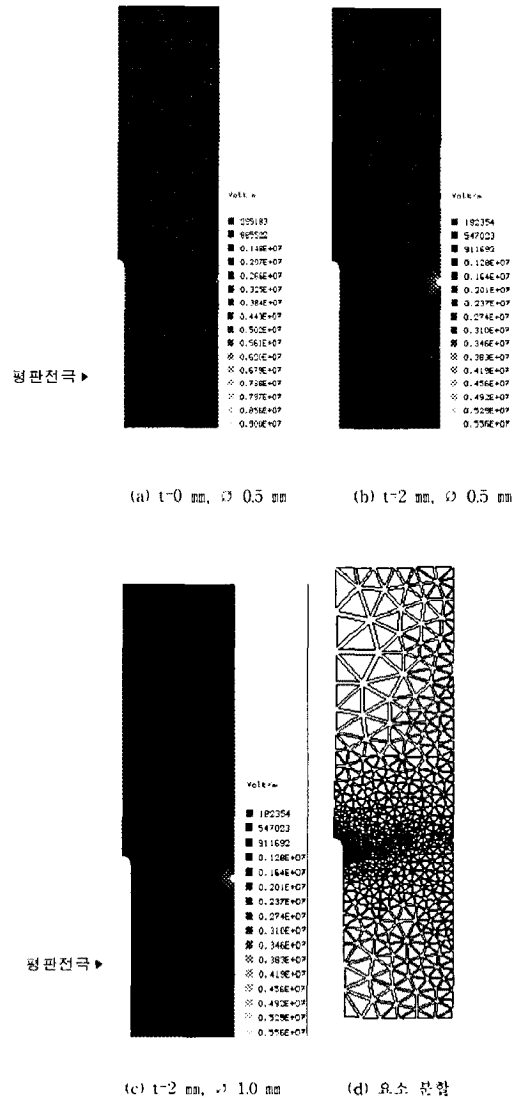 Volt/m
885522
0.148E+07
0.207E+07
0.266E+07
0.325E+07
0.384E+07
0.443E+07
0.502E+07
0.561E+07
0.620E+07
0.679E+07
0.738E+07
0.797E+07
0.856E+07
평판전극▶
(a) t=0 mm, Ø 0.5 mm
Volt/m
182354
547023
911692
0.128E+07
0.164E+07
0.201E+07
0.237E+07
0.274E+07
0.310E+07
0.346E+07
0.383E+07
0.419E+07
0.456E+07
0.492E+07
0.529E+07
0.556E+07
(b) t=2 mm, Ø 0.5 mm
Volt/m
182354
547023
911692
0.128E+07
0.164E+07
0.201E+07
0.237E+07
0.274E+07
0.310E+07
0.346E+07
0.383E+07
0.419E+07
0.456E+07
0.492E+07
0.529E+07
0.556E+07
평판전극▶
(c) t=2 mm, Ø 1.0 mm
(d) 요소 분할